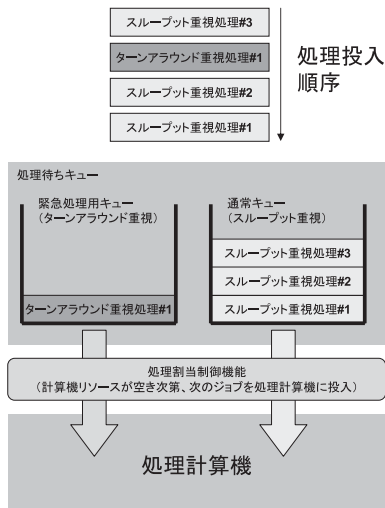 スループット重視処理#3
ターンアラウンド重視処理#1
スループット重視処理#2
スループット重視処理#1
処理投入
順序
処理待ちキュー
緊急処理用キュー
（ターンアラウンド重視）
通常キュー
（スループット重視）
スループット重視処理#3
スループット重視処理#2
ターンアラウンド重視処理#1
スループット重視処理#1
処理割当制御機能
（計算機リソースが空き次第、次のジョブを処理計算機に投入）
処理計算機